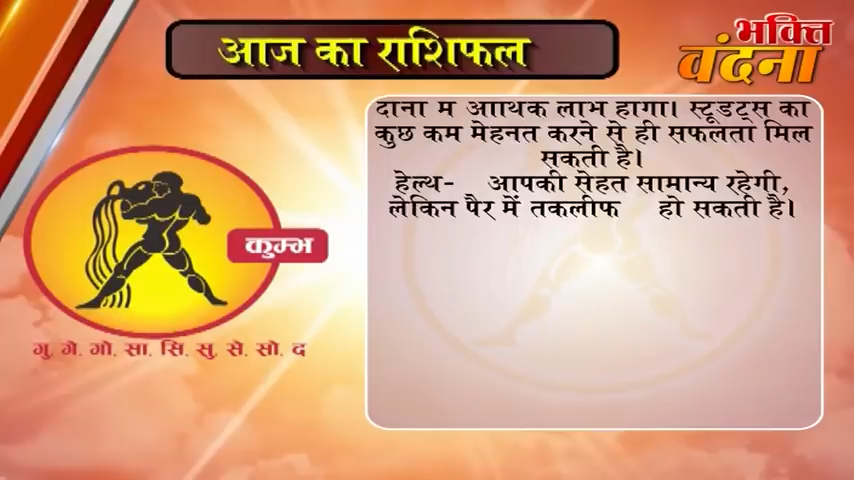 आज का राशिफल
भक्ति
वंदना
दोनों में आर्थिक लाभ होगा। स्टूडेंट्स को
कुछ कम मेहनत करने से ही सफलता मिल
सकती है।
हेल्थ- आपकी सेहत सामान्य रहेगी,
लेकिन पैर में तकलीफ हो सकती है।
कुम्भ
गु, गे, गो, सा, सि, सु, से, सो, द